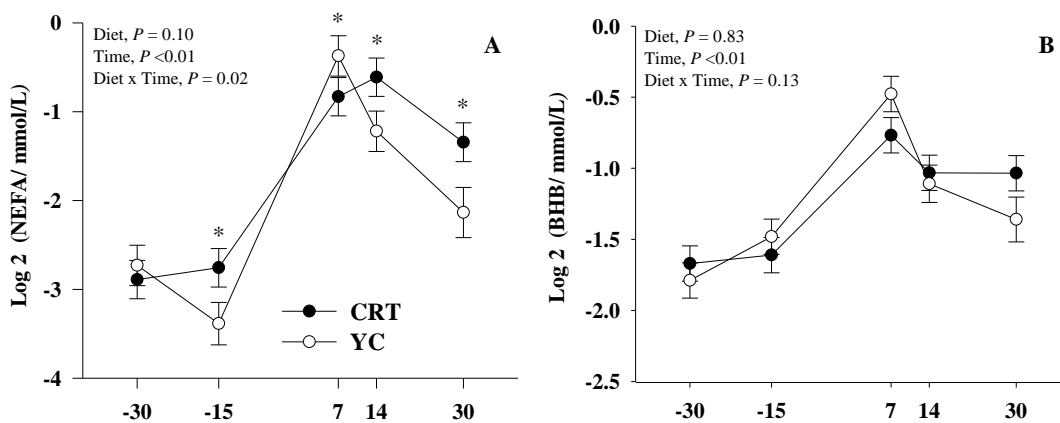 Diet, P = 0.10
Time, P <0.01
Diet x Time, P = 0.02
A
*
*
*
*
*
Log 2 (NEFA/ mmol/L)
0
-1
-2
-3
-4
CRT
YC
-30 -15 7 14 30
Diet, P = 0.83
Time, P <0.01
Diet x Time, P = 0.13
B
Log 2 (BHB/ mmol/L)
0.0
-0.5
-1.0
-1.5
-2.0
-2.5
-30 -15 7 14 30